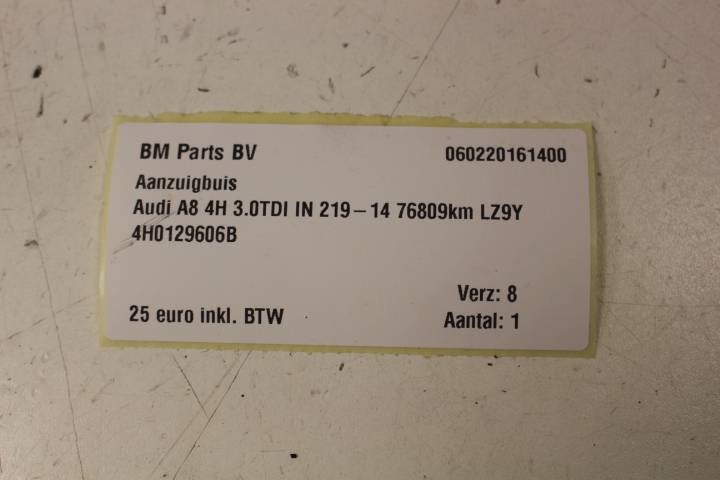 BM Parts BV 060220161400
Aanzuigbuis
Audi A8 4H 3.0TDI IN 219-14 76809km LZ9Y
4H0129606B
Verz: 8
25 euro inkl. BTW Aantal: 1